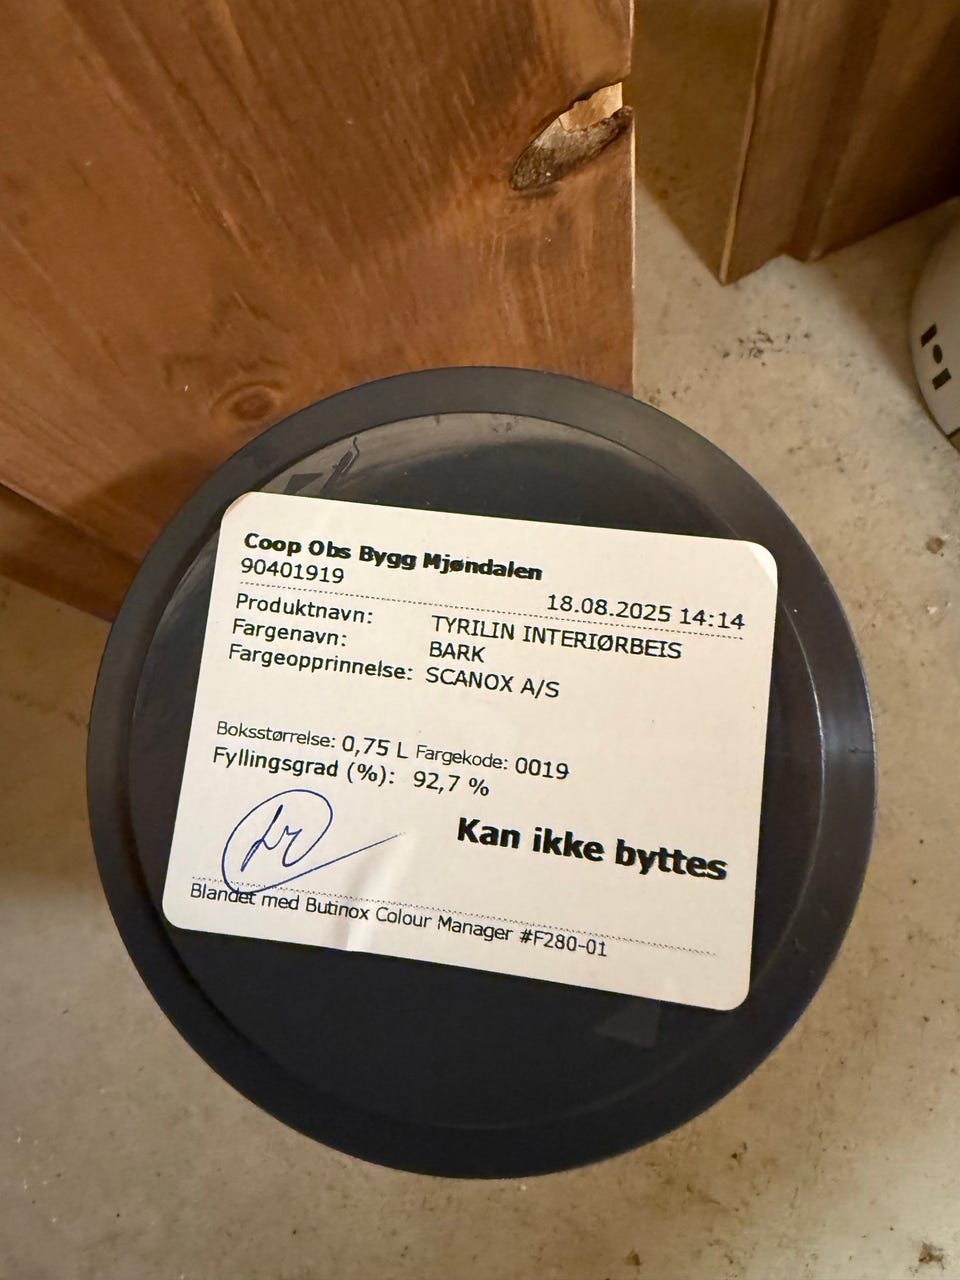 Coop Obs Bygg Mjøndalen
90401919
18.08.2025 14:14
Produktnavn: TYRILIN INTERIØRBEIS
Fargenavn: BARK
Fargeopprinnelse: SCANOX A/S
Boksstørrelse: 0,75 L Fargekode: 0019
Fyllingsgrad (%): 92,7 %
Kan ikke byttes
Blandet med Butinox Colour Manager #F280-01